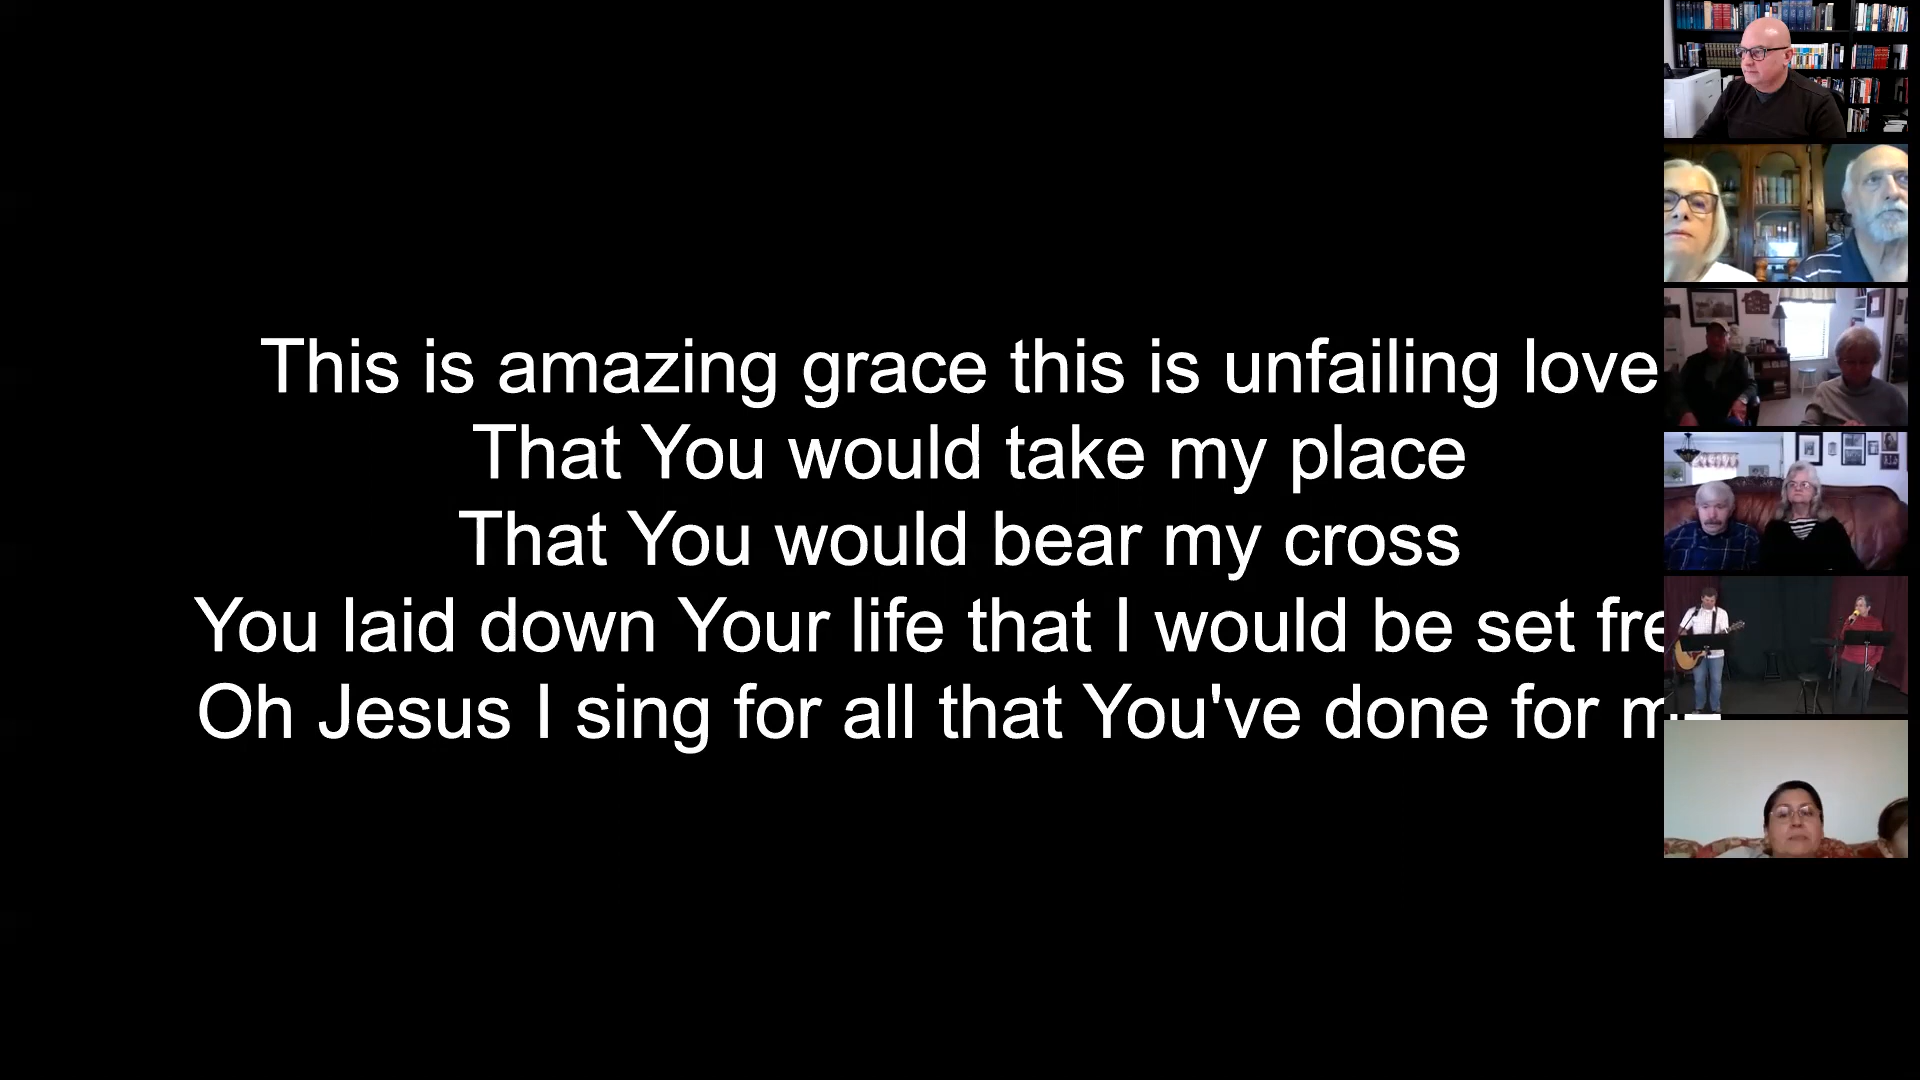 This is amazing grace this is unfailing love
That You would take my place
That You would bear my cross
You laid down Your life that I would be set fre
Oh Jesus I sing for all that You've done for m